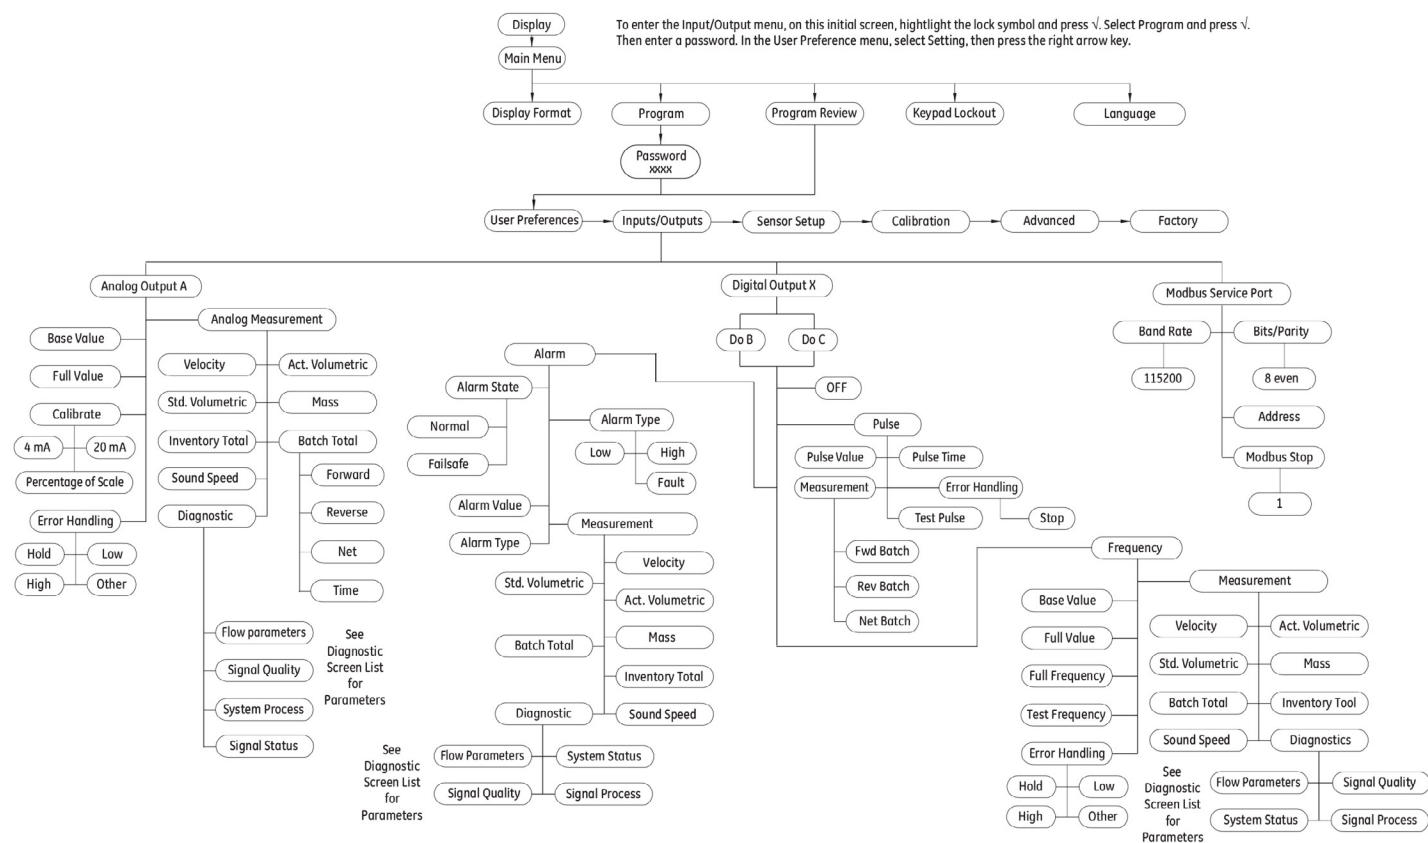 Display
To enter the Input/Output menu, on this initial screen, hightlight the lock symbol and press √. Select Program and press √.
Then enter a password. In the User Preference menu, select Setting, then press the right arrow key.
Main Menu
Display Format
Program
Program Review
Keypad Lockout
Language
Password
xxxx
User Preferences
Inputs/Outputs
Sensor Setup
Calibration
Advanced
Factory
Analog Output A
Analog Measurement
Base Value
Full Value
Calibrate
4 mA
20 mA
Percentage of Scale
Error Handling
Hold
Low
High
Other
Velocity
Act. Volumetric
Std. Volumetric
Mass
Inventory Total
Batch Total
Sound Speed
Forward
Diagnostic
Reverse
Net
Time
Flow parameters
Signal Quality
System Process
Signal Status
See
Diagnostic
Screen List
for
Parameters
Digital Output X
Do B
Do C
OFF
Alarm
Alarm State
Normal
Failsafe
Alarm Type
Low
High
Fault
Alarm Value
Alarm Type
Measurement
Velocity
Std. Volumetric
Act. Volumetric
Mass
Batch Total
Inventory Total
Diagnostic
Sound Speed
Flow Parameters
System Status
Signal Quality
Signal Process
See
Diagnostic
Screen List
for
Parameters
Pulse
Pulse Value
Pulse Time
Measurement
Error Handling
Test Pulse
Stop
Fwd Batch
Rev Batch
Net Batch
Frequency
Measurement
Base Value
Full Value
Full Frequency
Test Frequency
Error Handling
Hold
Low
High
Other
Velocity
Act. Volumetric
Std. Volumetric
Mass
Batch Total
Inventory Tool
Sound Speed
Diagnostics
Flow Parameters
Signal Quality
System Status
Signal Process
See
Diagnostic
Screen List
for
Parameters
Modbus Service Port
Band Rate
Bits/Parity
115200
8 even
Address
Modbus Stop
1